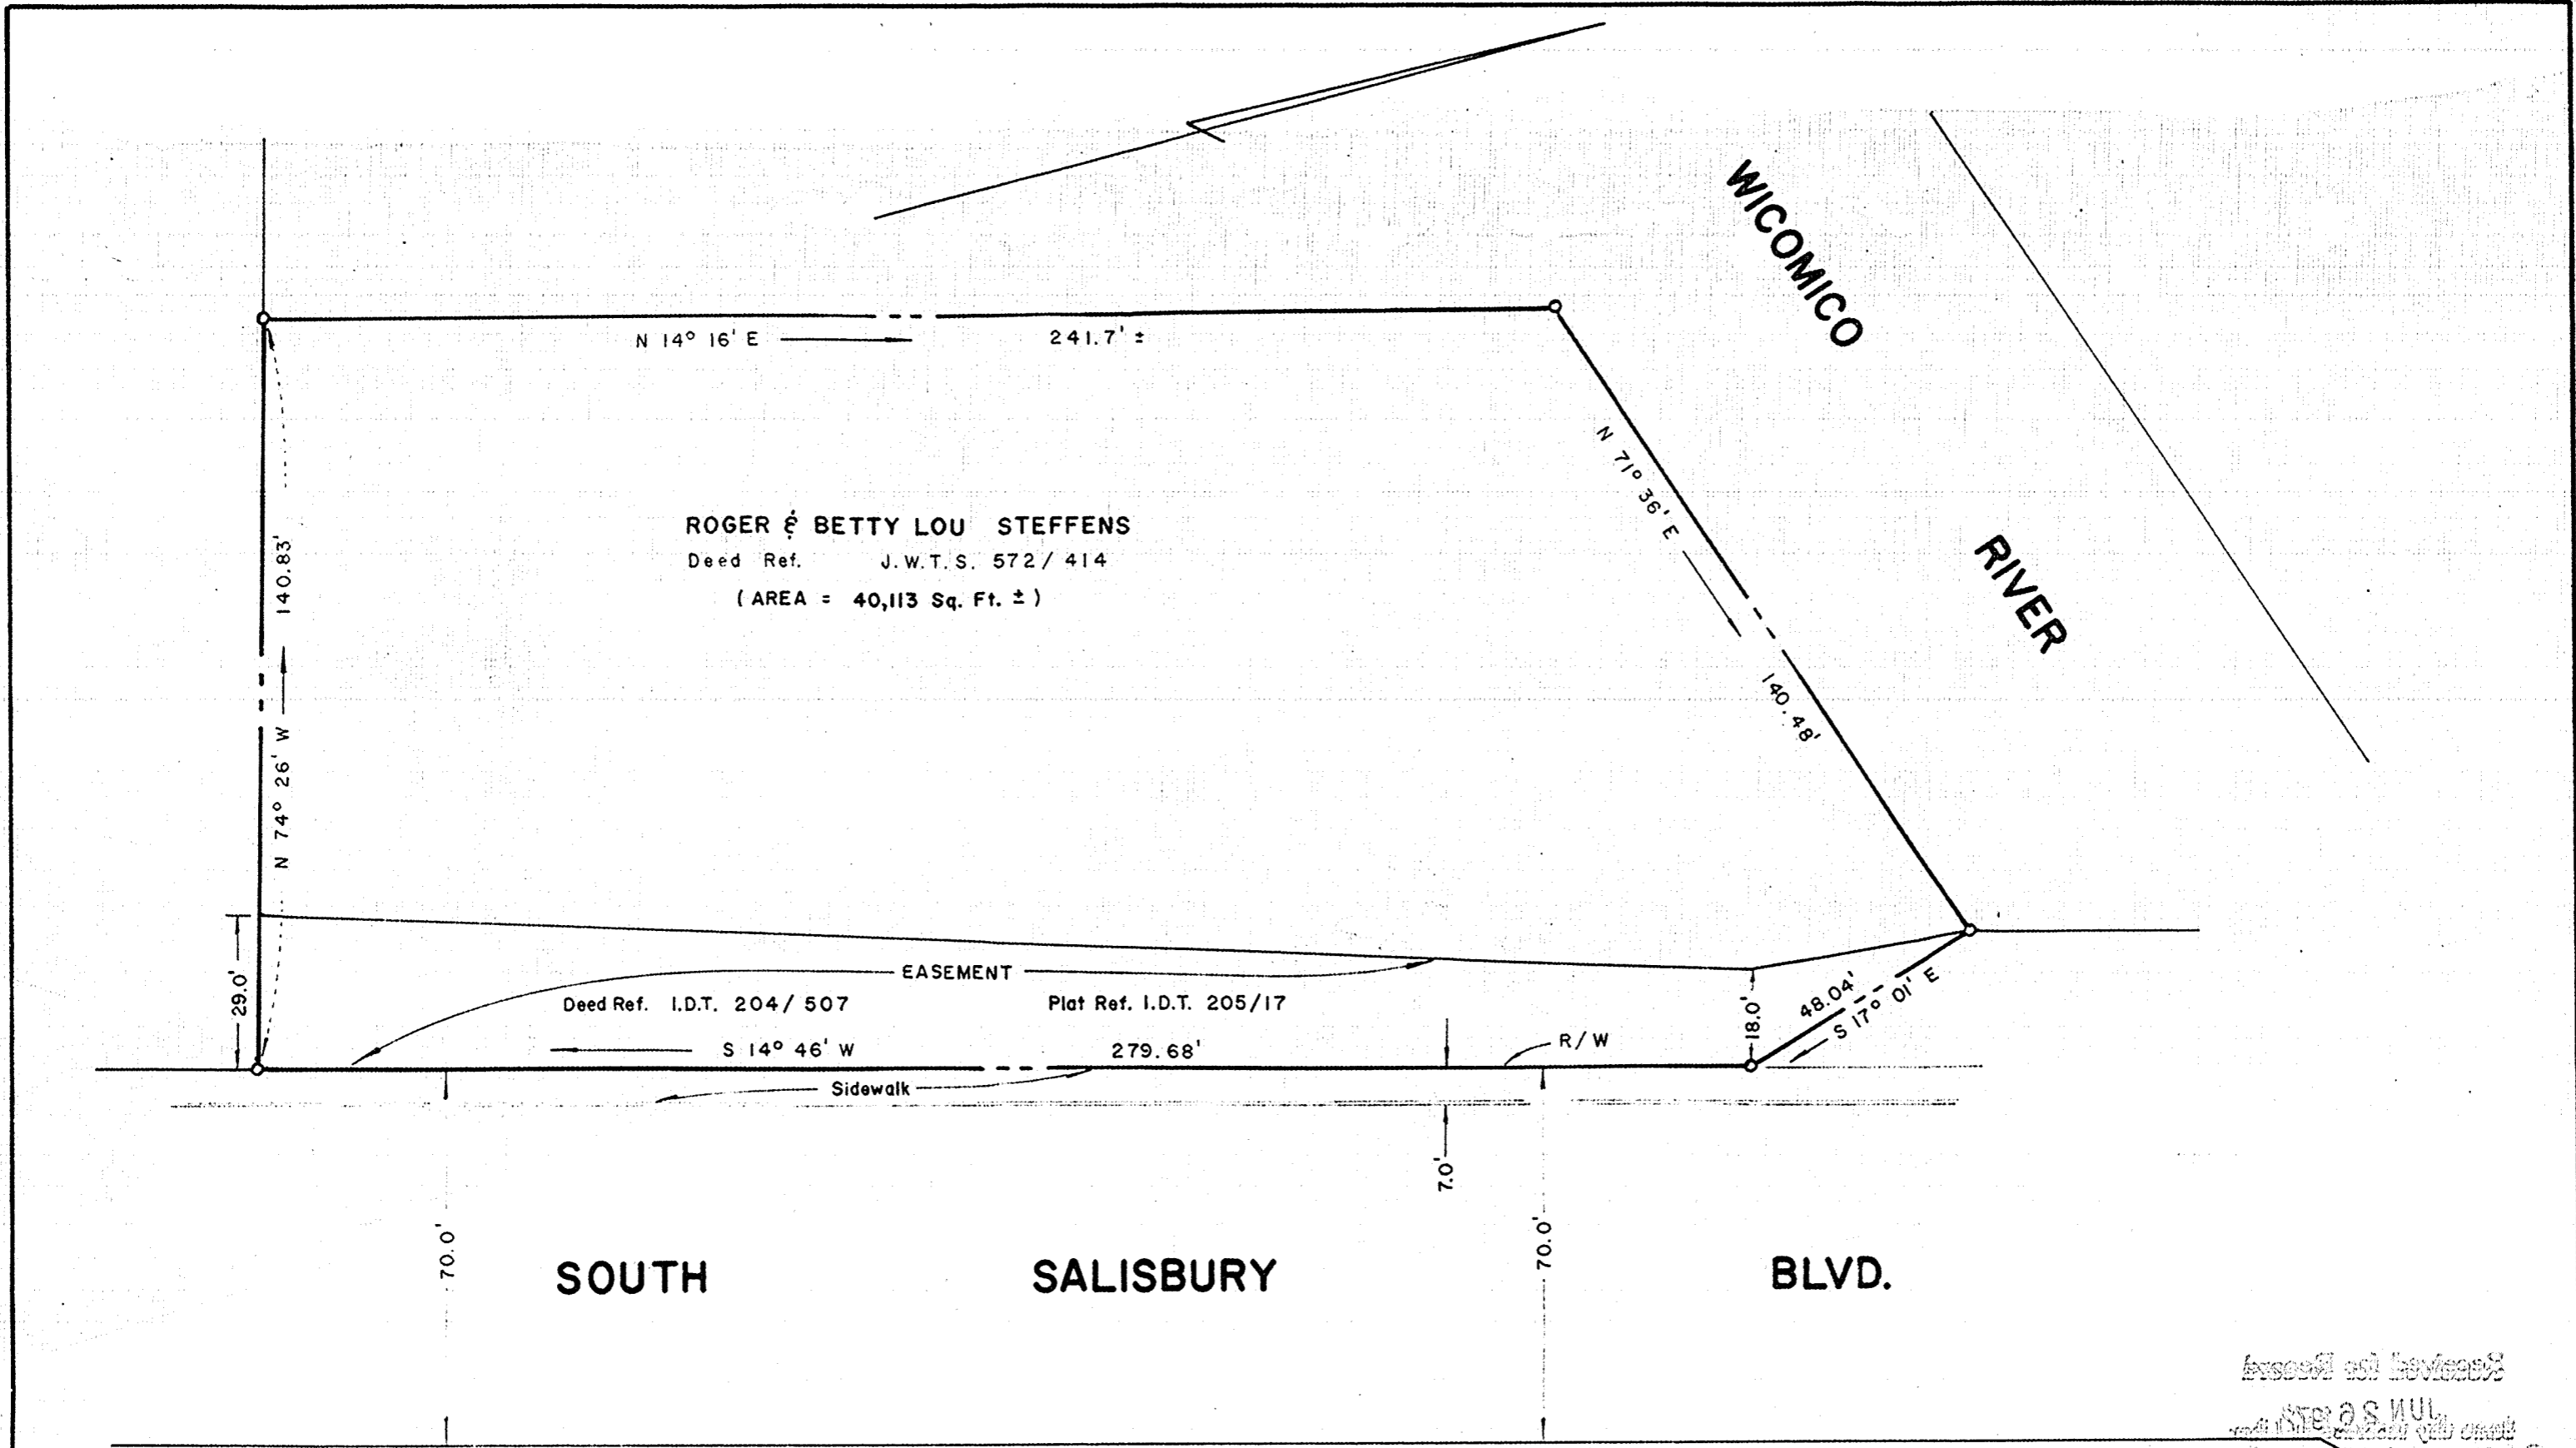 WICOMICO
RIVER
N 14° 16' E 241.7' ±
N 71° 36' E 140.48'
ROGER & BETTY LOU STEFFENS
Deed Ref. J.W.T.S. 572 / 414
( AREA = 40,113 Sq. Ft. ± )
N 74° 26' W 140.83'
29.0'
EASEMENT
Deed Ref. I.D.T. 204 / 507 Plat Ref. I.D.T. 205/17
S 14° 46' W 279.68'
R/W
18.0'
48.04'
S 17° 01' E
Sidewalk
7.0'
70.0'
70.0'
SOUTH SALISBURY BLVD.
Received for Record
JUN 26 1978